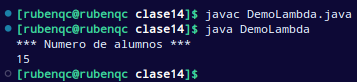 [rubenqc@rubenqc clase14]$ javac DemoLambda.java
[rubenqc@rubenqc clase14]$ java DemoLambda
*** Numero de alumnos ***
15
[rubenqc@rubenqc clase14]$